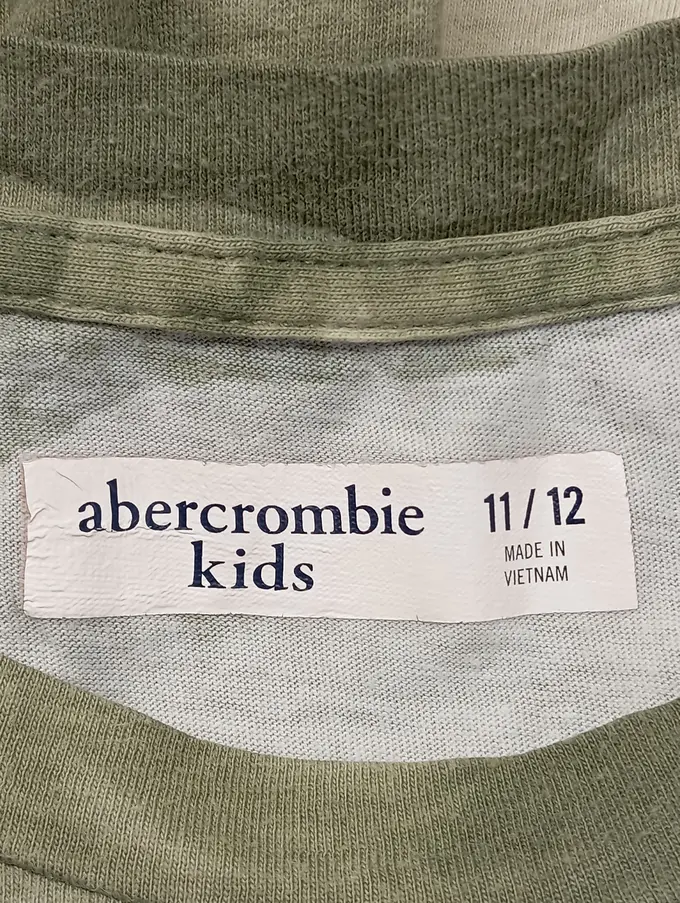 abercrombie
kids
11 / 12
MADE IN
VIETNAM